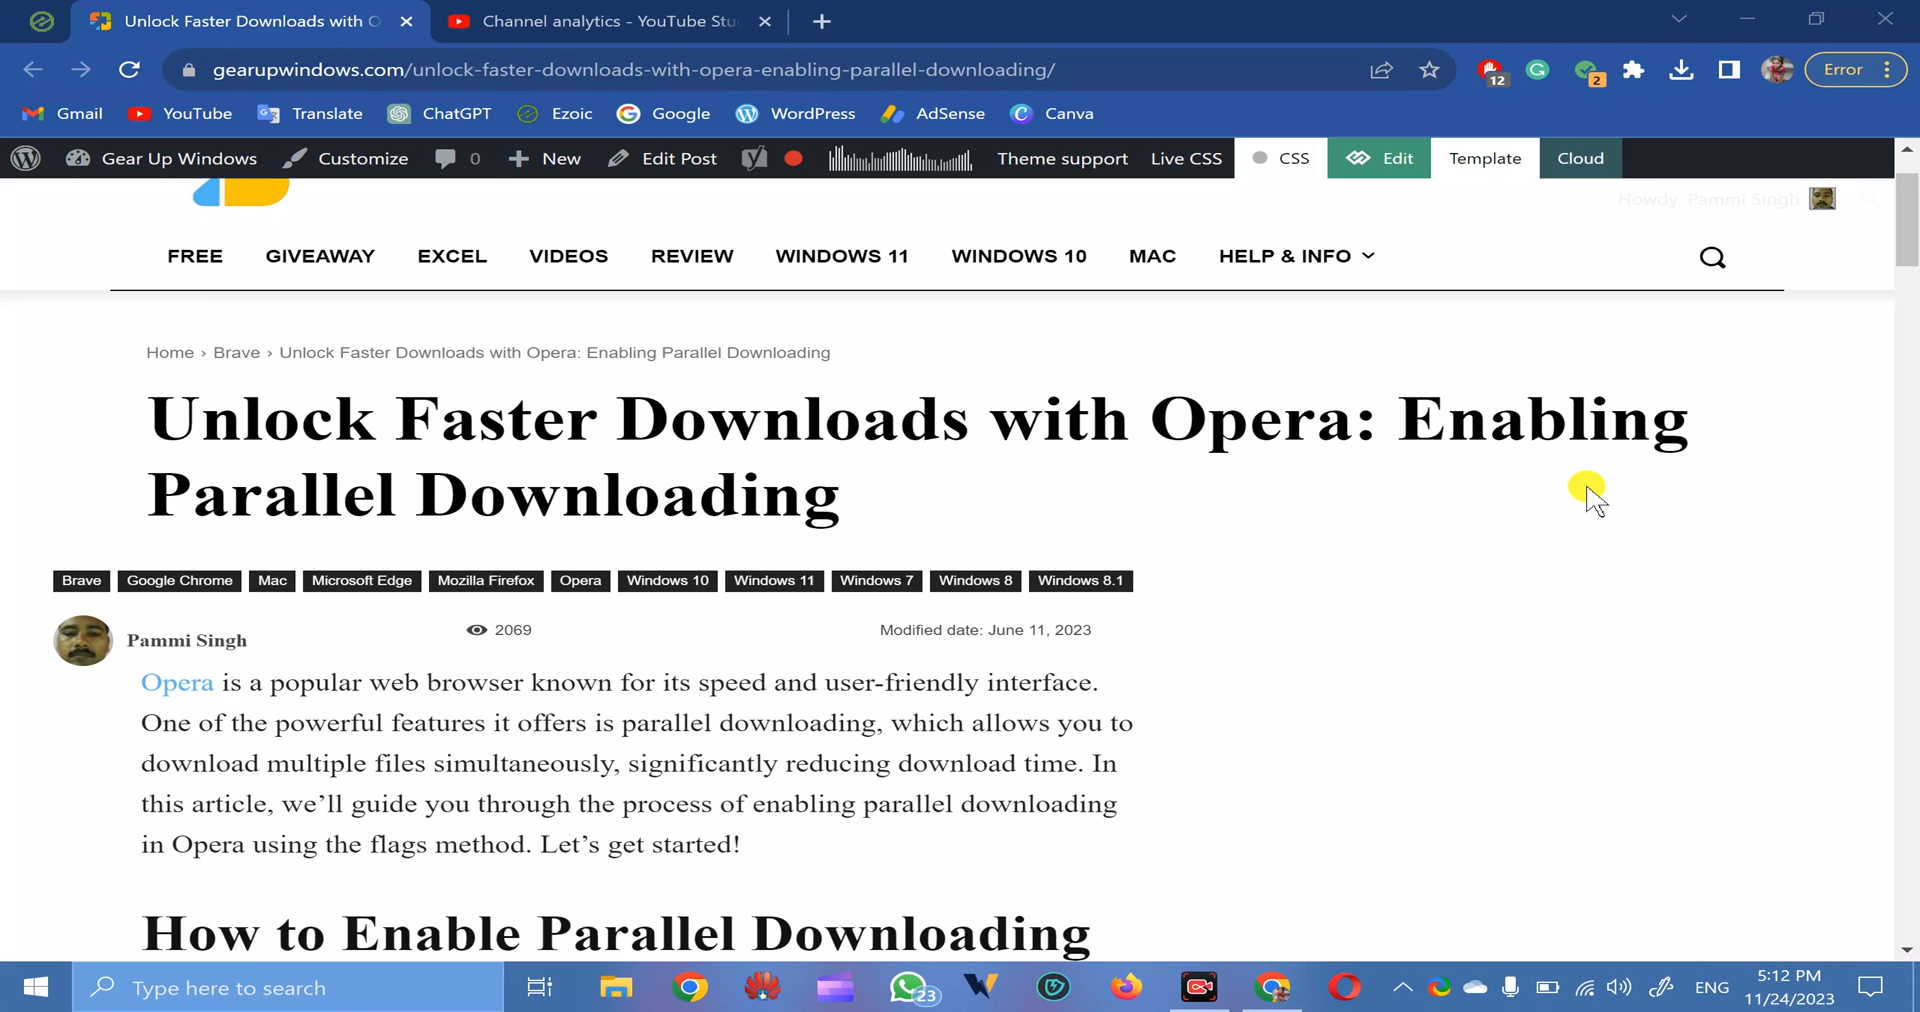 Unlock Faster Downloads with O
Channel analytics - YouTube Stu
gearupwindows.com/unlock-faster-downloads-with-opera-enabling-parallel-downloading/
12
2
Error
Gmail
YouTube
Translate
ChatGPT
Ezoic
Google
WordPress
AdSense
Canva
Gear Up Windows
Customize
0
New
Edit Post
Theme support
Live CSS
CSS
Edit
Template
Cloud
Howdy, Pammi Singh
FREE
GIVEAWAY
EXCEL
VIDEOS
REVIEW
WINDOWS 11
WINDOWS 10
MAC
HELP & INFO
Home › Brave › Unlock Faster Downloads with Opera: Enabling Parallel Downloading
Unlock Faster Downloads with Opera: Enabling
Parallel Downloading
Brave
Google Chrome
Mac
Microsoft Edge
Mozilla Firefox
Opera
Windows 10
Windows 11
Windows 7
Windows 8
Windows 8.1
Pammi Singh
2069
Modified date: June 11, 2023
Opera is a popular web browser known for its speed and user-friendly interface.
One of the powerful features it offers is parallel downloading, which allows you to
download multiple files simultaneously, significantly reducing download time. In
this article, we’ll guide you through the process of enabling parallel downloading
in Opera using the flags method. Let’s get started!
How to Enable Parallel Downloading
Type here to search
23
ENG
5:12 PM
11/24/2023